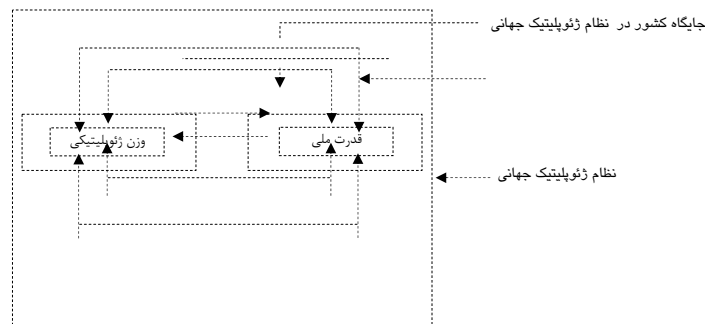 جایگاه کشور در نظام ژئوپلیتیک جهانی
قدرت ملی
وزن ژئوپلیتیکی
نظام ژئوپلیتیک جهانی